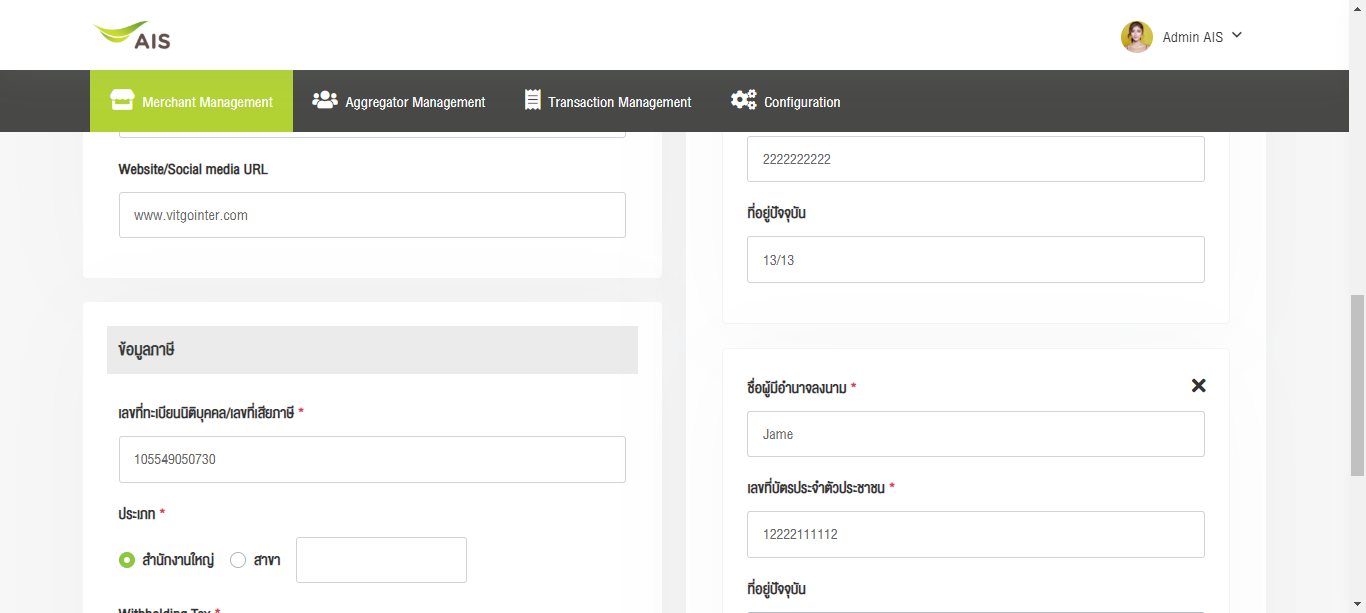 AIS
Admin AIS
Merchant Management
Aggregator Management
Transaction Management
Configuration
Website/Social media URL
www.vitgointer.com
ข้อมูลภาษี
เลขที่ทะเบียนนิติบุคคล/เลขที่เสียภาษี *
105549050730
ประเภท *
สำนักงานใหญ่ สาขา
Withholding Tax *
2222222222
ที่อยู่ปัจจุบัน
13/13
ชื่อผู้มีอำนาจลงนาม *
Jame
เลขที่บัตรประจำตัวประชาชน *
12222111112
ที่อยู่ปัจจุบัน